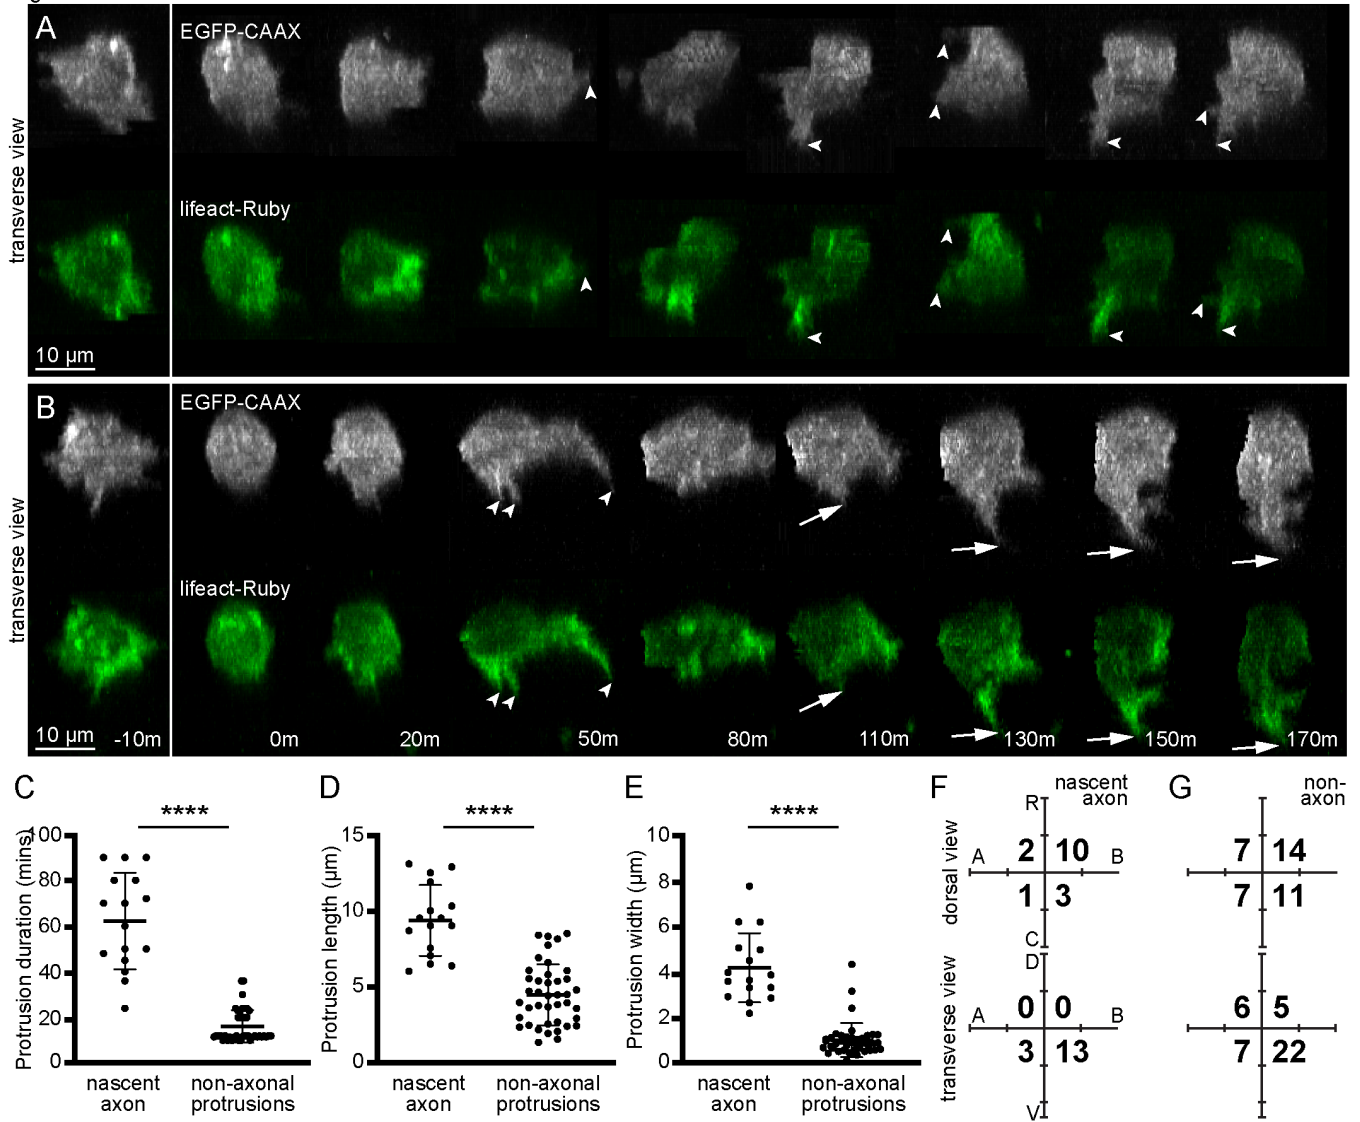 A
EGFP-CAAX
transverse view
lifeact-Ruby
10 µm
B
EGFP-CAAX
transverse view
lifeact-Ruby
10 µm
-10m
0m
20m
50m
80m
110m
130m
150m
170m
C
****
Protrusion duration (mins)
100
80
60
40
20
0
nascent
axon
non-axonal
protrusions
D
****
Protrusion length (µm)
15
10
5
0
nascent
axon
non-axonal
protrusions
E
****
Protrusion width (µm)
10
8
6
4
2
0
nascent
axon
non-axonal
protrusions
F
nascent
axon
dorsal view
R
A
2 10
B
1 3
C
transverse view
D
A
0 0
B
3 13
V
G
non-
axon
7 14
7 11
6 5
7 22